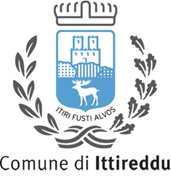 ITIRI FUSTI ALVOS
Comune di Ittireddu